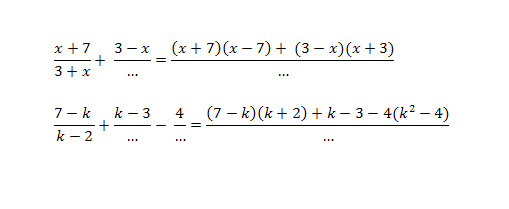 (x + 7)/(3 + x) + (3 − x)/... = ((x + 7)(x − 7) + (3 − x)(x + 3))/...
(7 − k)/(k − 2) + (k − 3)/... − 4/... = ((7 − k)(k + 2) + k − 3 − 4(k² − 4))/...